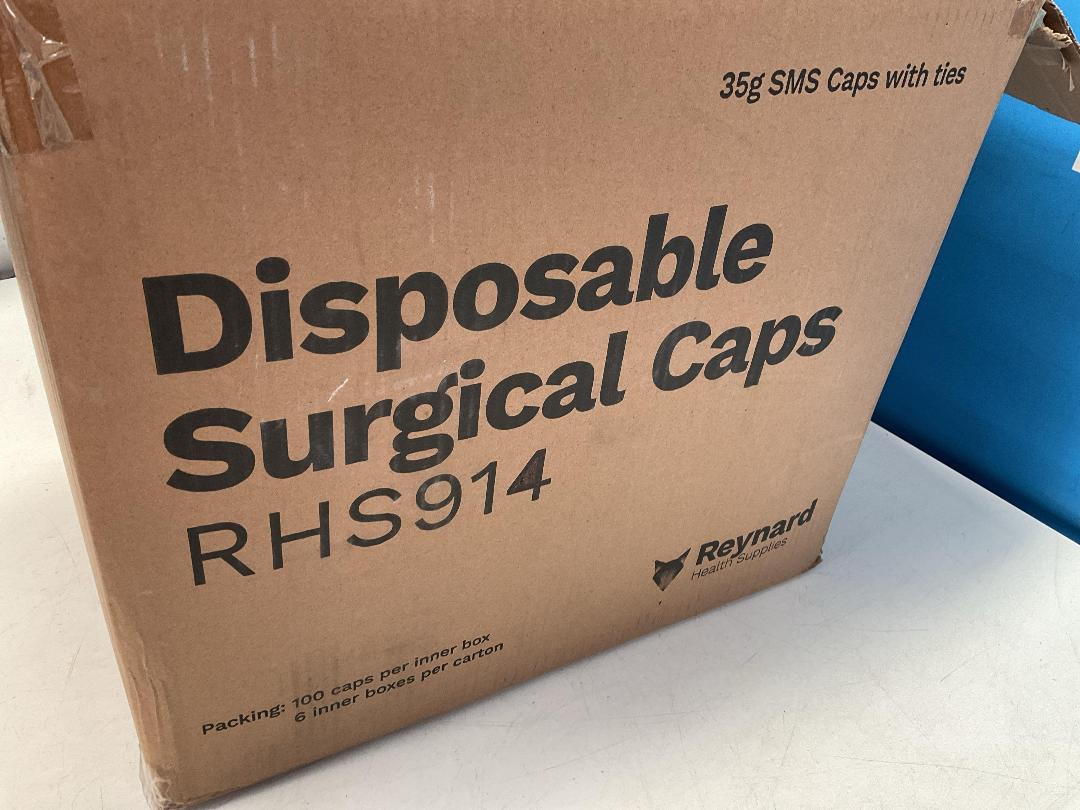 35g SMS Caps with ties
Disposable
Surgical Caps
RHS914
Reynard
Health Supplies
Packing: 100 caps per inner box
6 inner boxes per carton